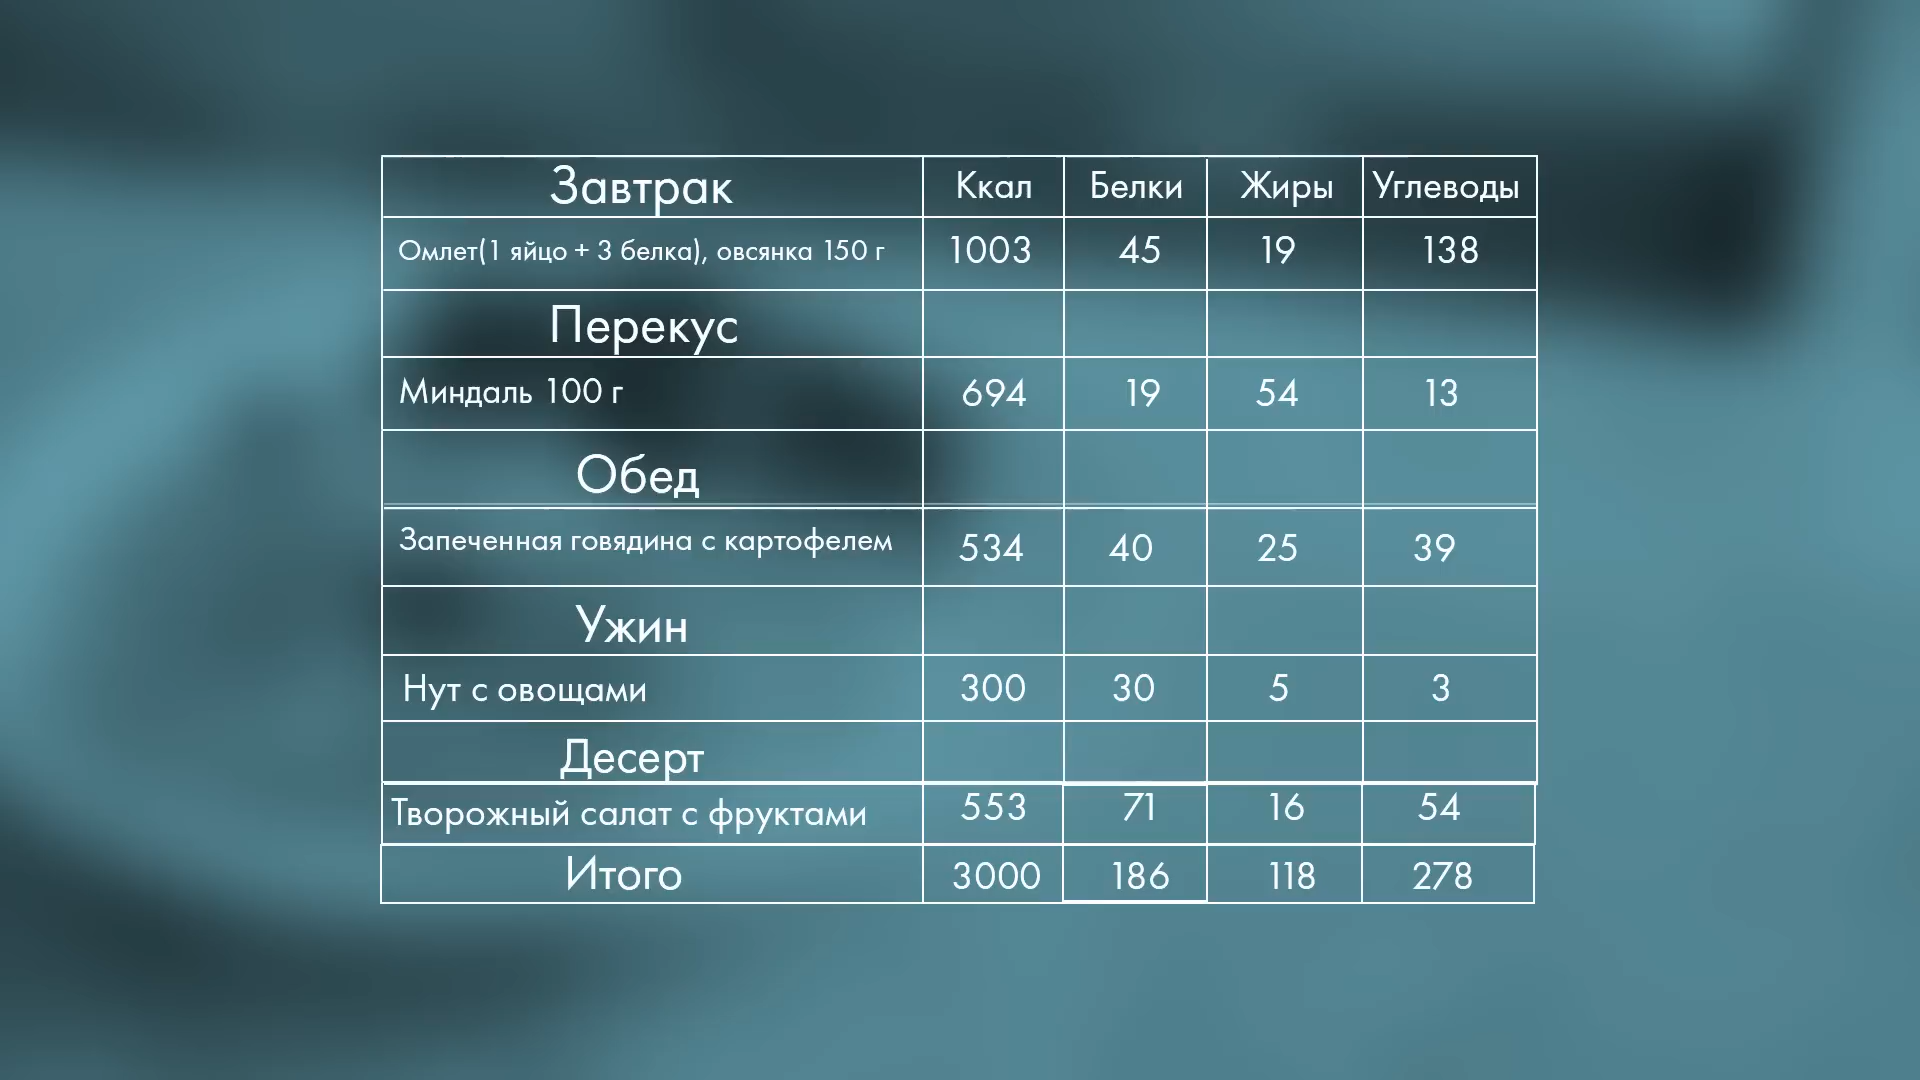 Завтрак Ккал Белки Жиры Углеводы
Омлет(1 яйцо + 3 белка), овсянка 150 г 1003 45 19 138
Перекус
Миндаль 100 г 694 19 54 13
Обед
Запеченная говядина с картофелем 534 40 25 39
Ужин
Нут с овощами 300 30 5 3
Десерт
Творожный салат с фруктами 553 71 16 54
Итого 3000 186 118 278